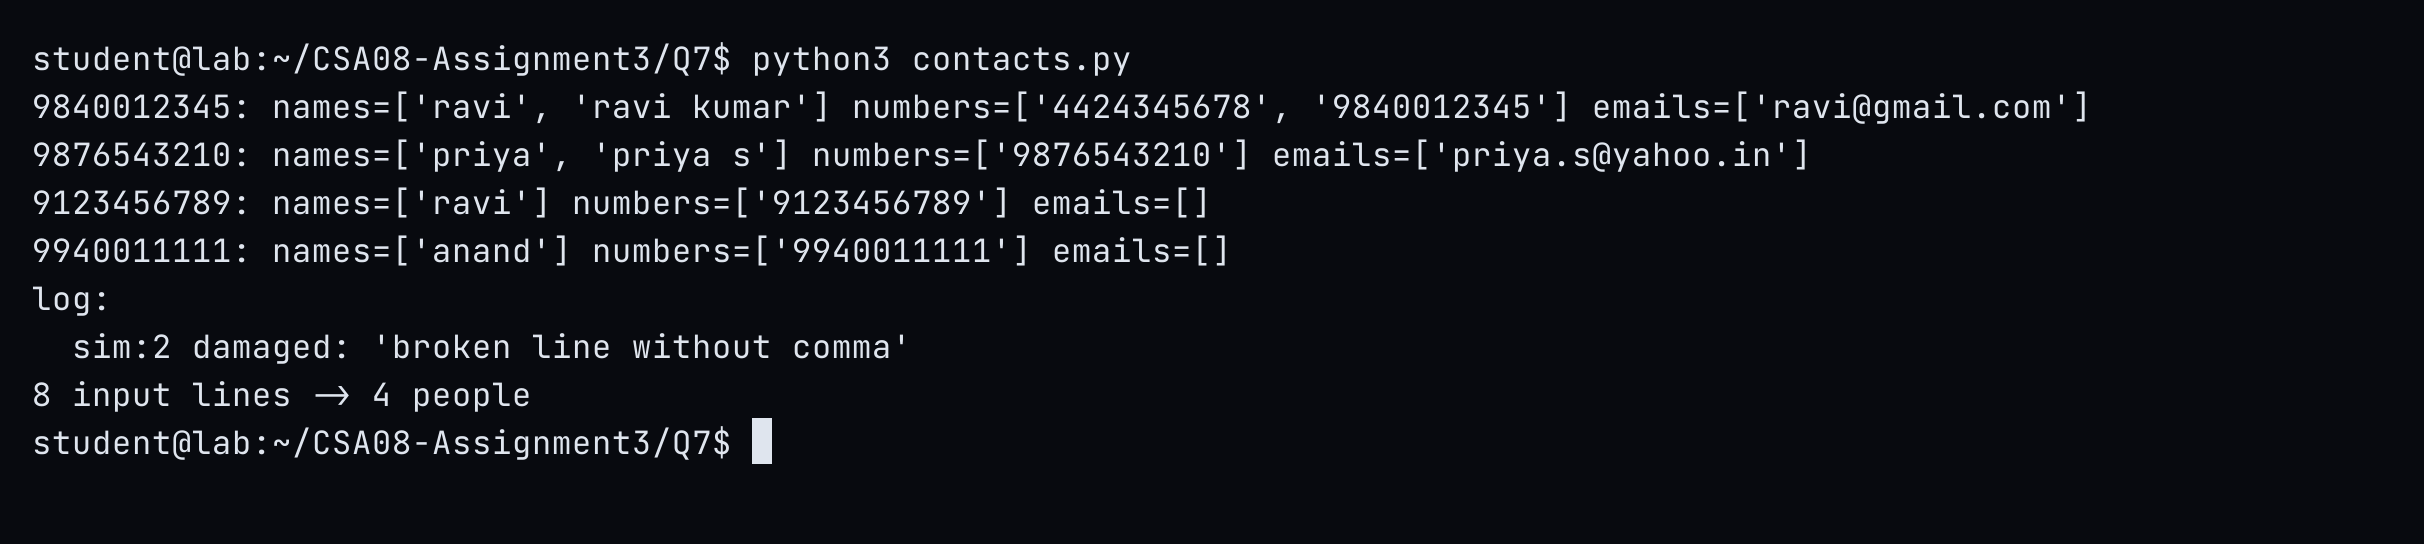 student@lab:~/CSA08-Assignment3/Q7$ python3 contacts.py
9840012345: names=['ravi', 'ravi kumar'] numbers=['4424345678', '9840012345'] emails=['ravi@gmail.com']
9876543210: names=['priya', 'priya s'] numbers=['9876543210'] emails=['priya.s@yahoo.in']
9123456789: names=['ravi'] numbers=['9123456789'] emails=[]
9940011111: names=['anand'] numbers=['9940011111'] emails=[]
log:
  sim:2 damaged: 'broken line without comma'
8 input lines -> 4 people
student@lab:~/CSA08-Assignment3/Q7$